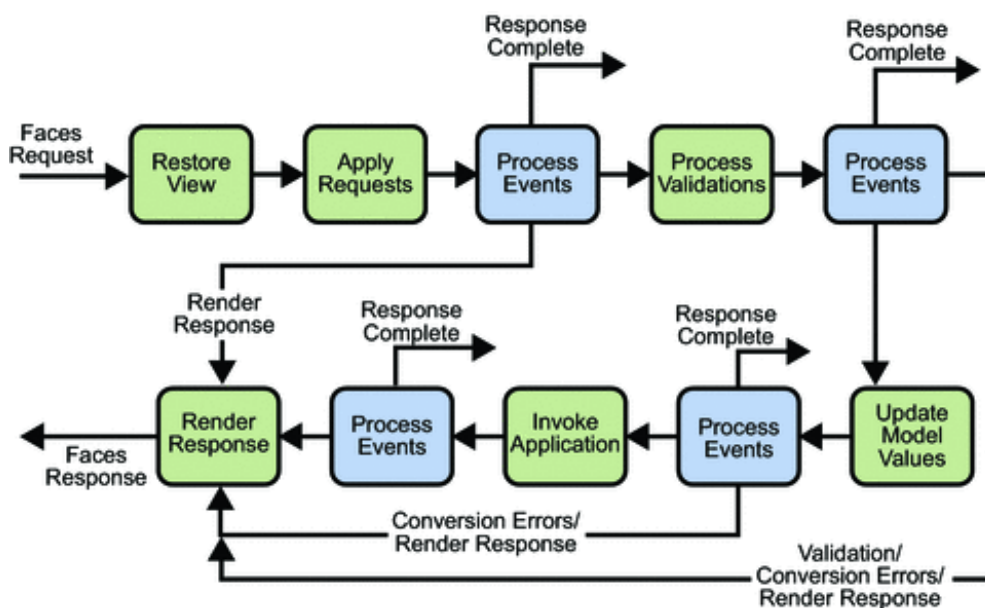 Response
Complete
Response
Complete
Faces
Request
Restore
View
Apply
Requests
Process
Events
Process
Validations
Process
Events
Render
Response
Response
Complete
Response
Complete
Render
Response
Process
Events
Invoke
Application
Process
Events
Update
Model
Values
Faces
Response
Conversion Errors/
Render Response
Validation/
Conversion Errors/
Render Response